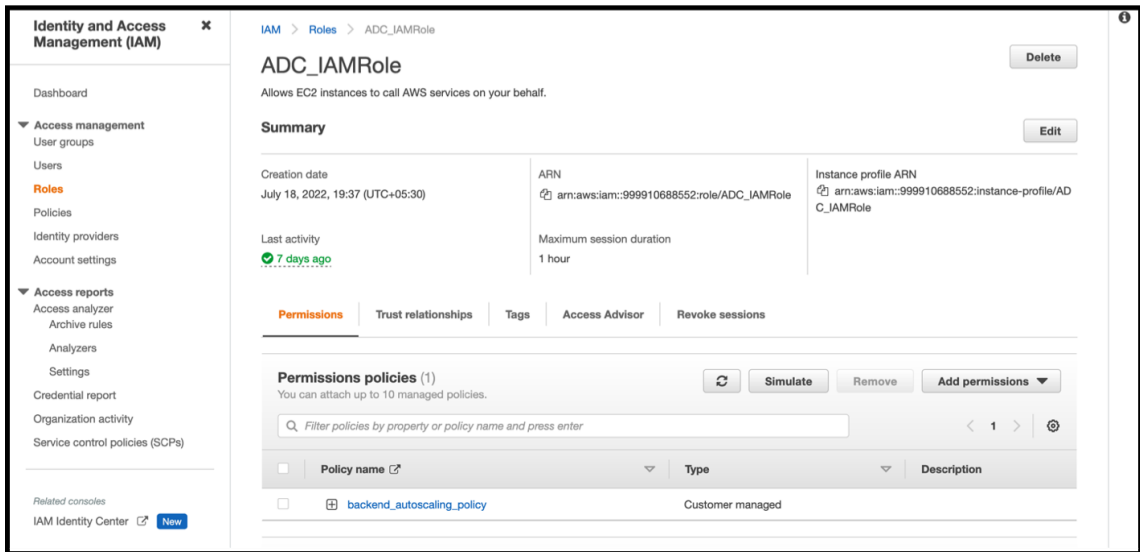 Identity and Access
Management (IAM)
Dashboard
Access management
User groups
Users
Roles
Policies
Identity providers
Account settings
Access reports
Access analyzer
Archive rules
Analyzers
Settings
Credential report
Organization activity
Service control policies (SCPs)
Related consoles
IAM Identity Center New
IAM > Roles > ADC_IAMRole
ADC_IAMRole
Delete
Allows EC2 instances to call AWS services on your behalf.
Summary
Edit
Creation date
July 18, 2022, 19:37 (UTC+05:30)
ARN
arn:aws:iam::999910688552:role/ADC_IAMRole
Instance profile ARN
arn:aws:iam::999910688552:instance-profile/AD
C_IAMRole
Last activity
7 days ago
Maximum session duration
1 hour
Permissions Trust relationships Tags Access Advisor Revoke sessions
Permissions policies (1)
You can attach up to 10 managed policies.
Simulate Remove Add permissions
Filter policies by property or policy name and press enter
< 1 >
Policy name Type Description
backend_autoscaling_policy Customer managed